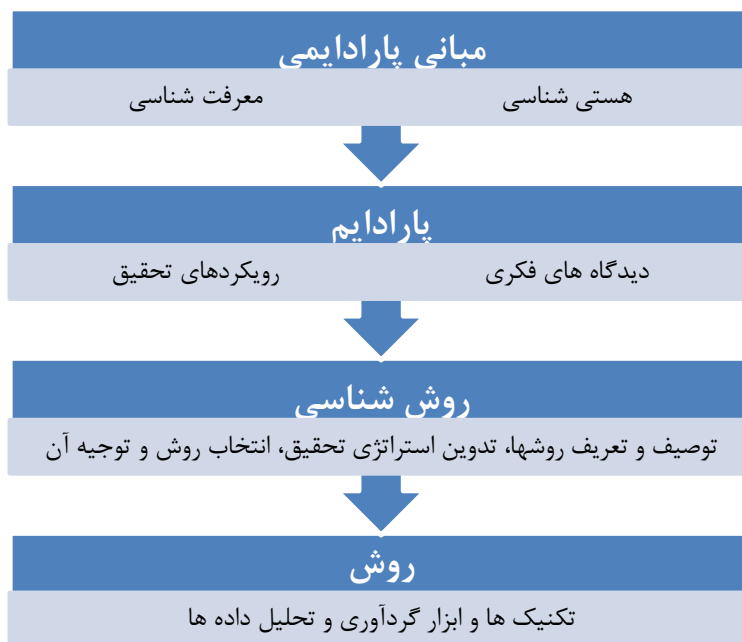 مبانی پارادایمی
هستی شناسی
معرفت شناسی
پارادایم
دیدگاه های فکری
رویکردهای تحقیق
روش شناسی
توصیف و تعریف روشها، تدوین استراتژی تحقیق، انتخاب روش و توجیه آن
روش
تکنیک ها و ابزار گردآوری و تحلیل داده ها